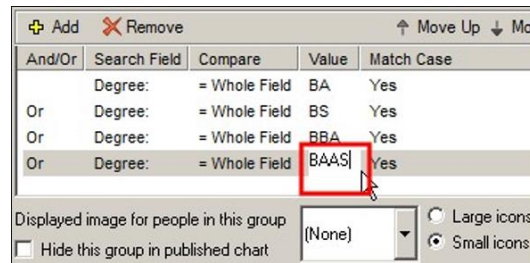 Add Remove Move Up
And/Or Search Field Compare Value Match Case
Degree: = Whole Field BA Yes
Or Degree: = Whole Field BS Yes
Or Degree: = Whole Field BBA Yes
Or Degree: = Whole Field BAAS Yes
Displayed image for people in this group (None) Large icons
Hide this group in published chart Small icons